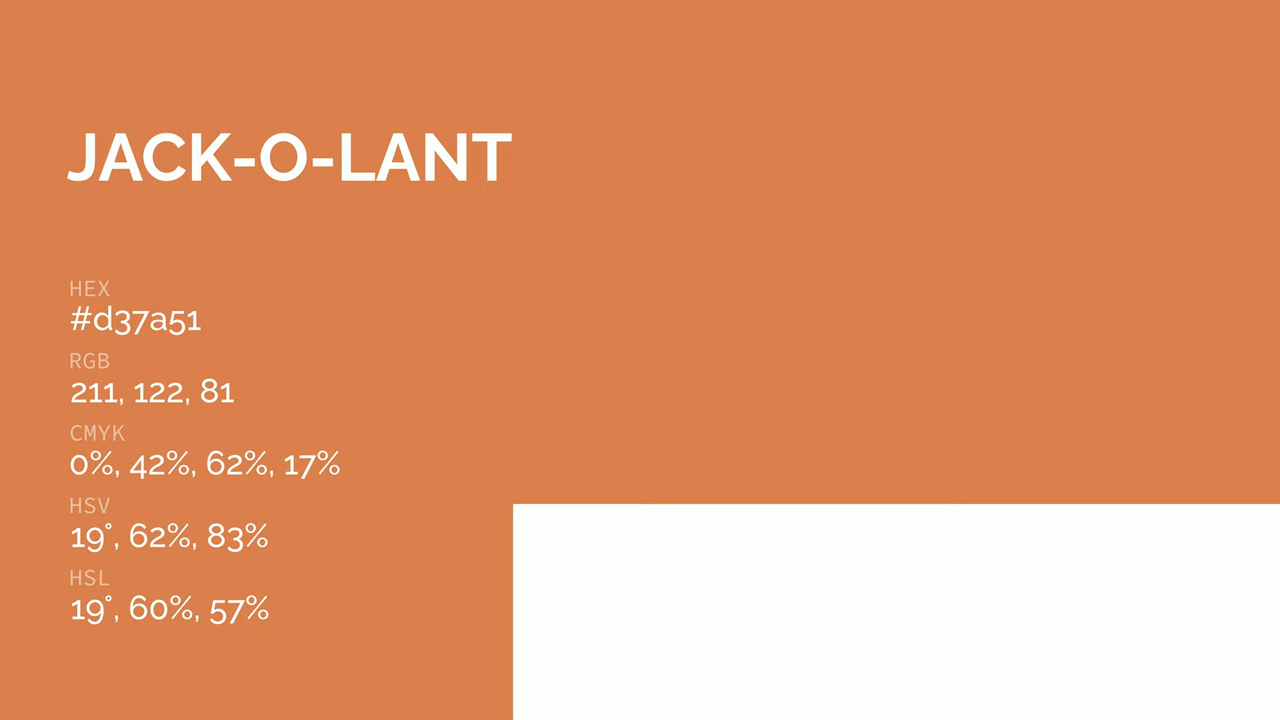 JACK-O-LANT
HEX
#d37a51
RGB
211, 122, 81
CMYK
0%, 42%, 62%, 17%
HSV
19°, 62%, 83%
HSL
19°, 60%, 57%